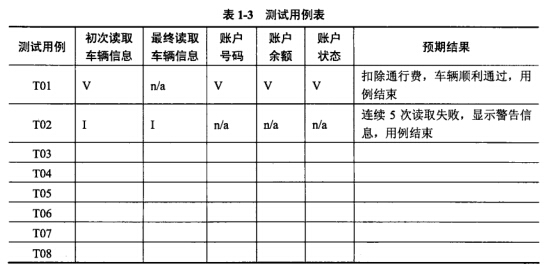 表 1-3 测试用例表
测试用例 初次读取车辆信息 最终读取车辆信息 账户号码 账户余额 账户状态 预期结果
T01 V n/a V V V 扣除通行费，车辆顺利通过，用
例结束
T02 I I n/a n/a n/a 连续 5 次读取失败，显示警告信
息，用例结束
T03
T04
T05
T06
T07
T08